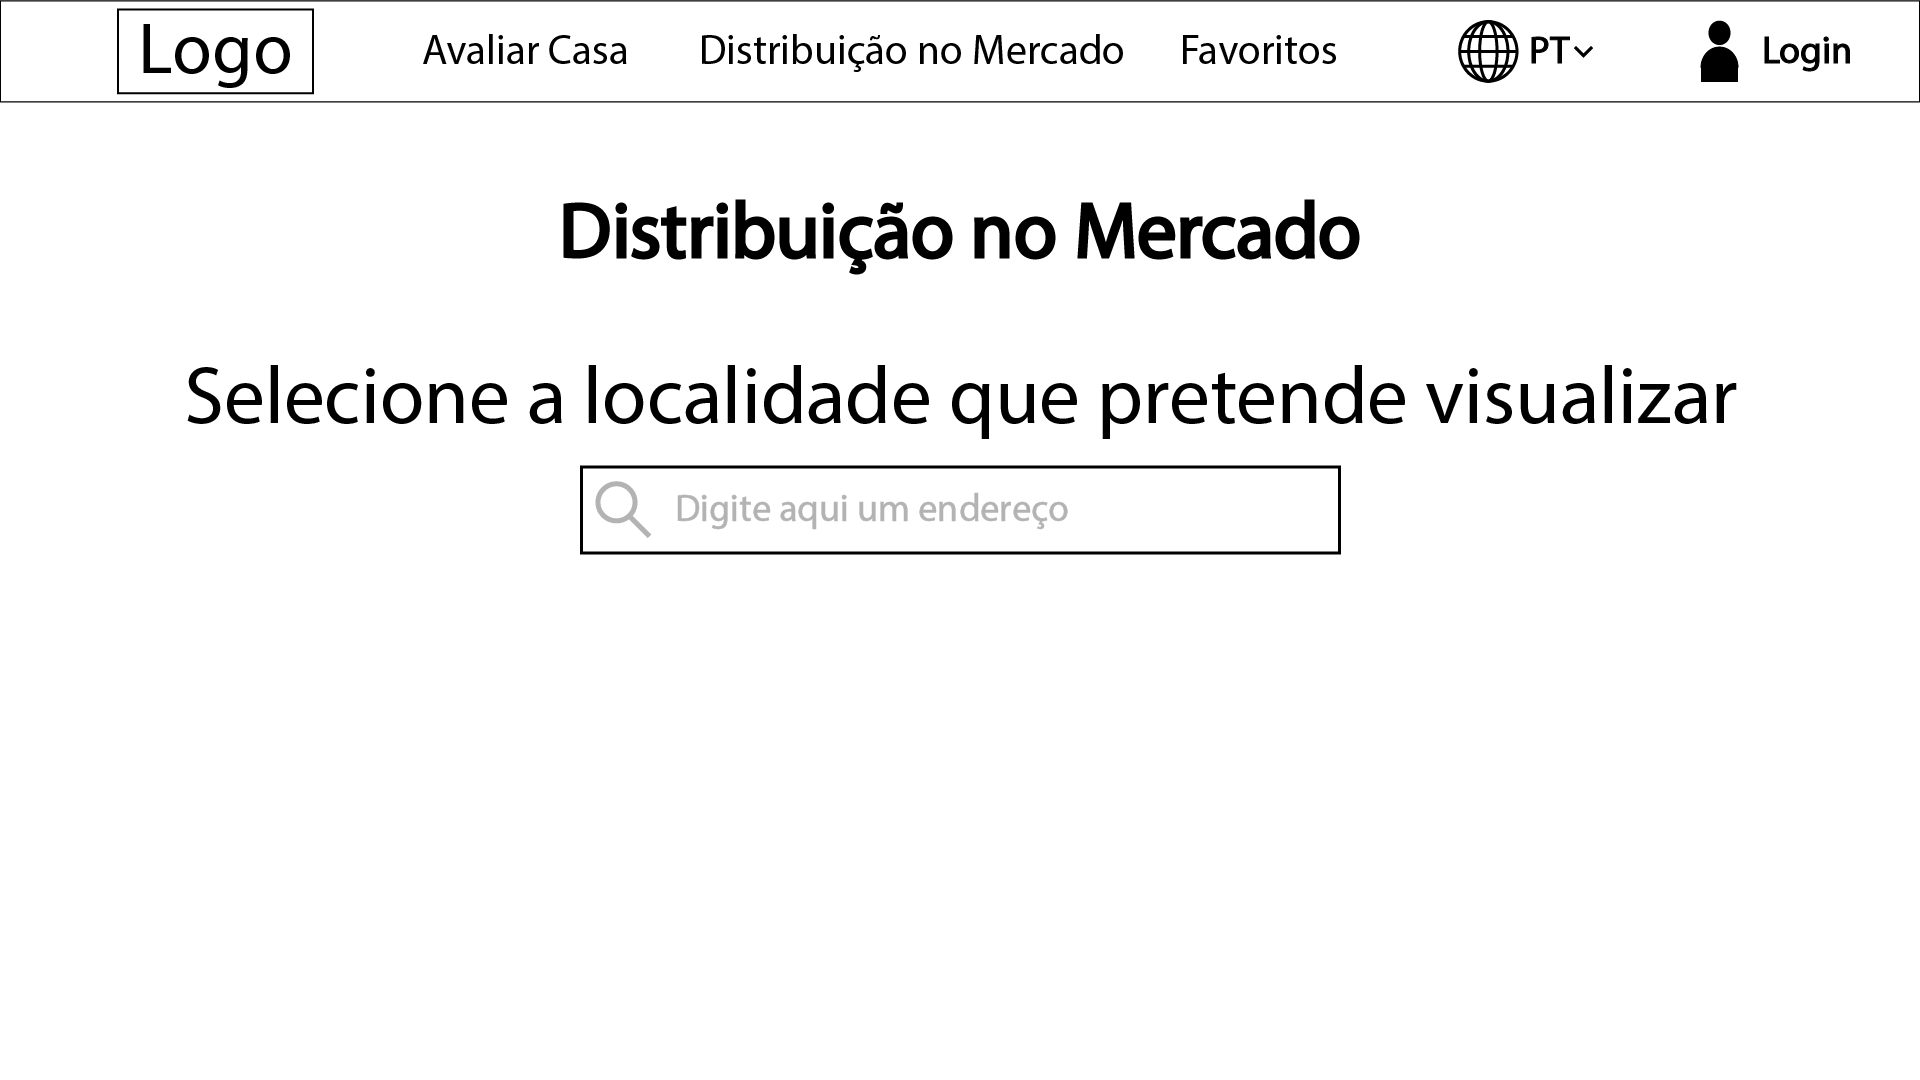 Logo
Avaliar Casa
Distribuição no Mercado
Favoritos
PT
Login
Distribuição no Mercado
Selecione a localidade que pretende visualizar
Digite aqui um endereço